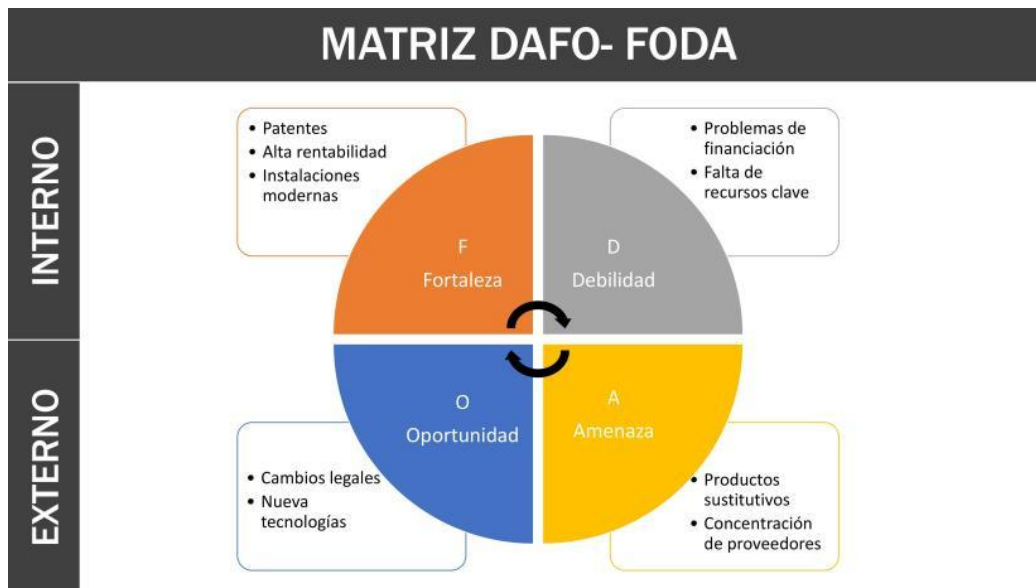 MATRIZ DAFO- FODA
INTERNO
• Patentes
• Alta rentabilidad
• Instalaciones
modernas
• Problemas de
financiación
• Falta de
recursos clave
F
Fortaleza
D
Debilidad
EXTERNO
O
Oportunidad
A
Amenaza
• Cambios legales
• Nueva
tecnologías
• Productos
sustitutivos
• Concentración
de proveedores